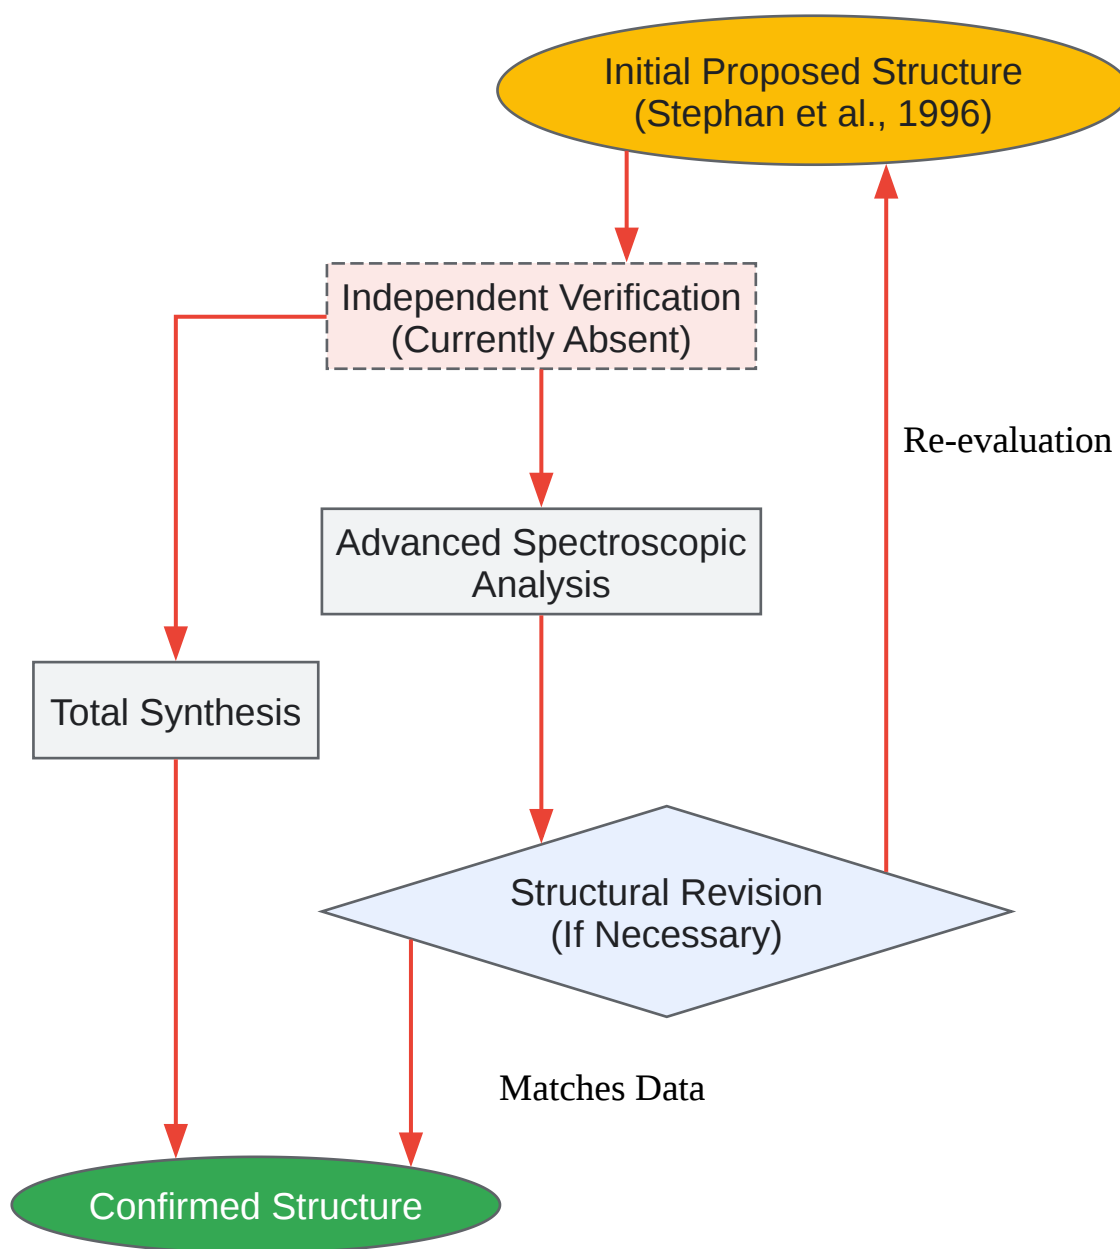 Initial Proposed Structure
(Stephan et al., 1996)
Independent Verification
(Currently Absent)
Re-evaluation
Advanced Spectroscopic
Analysis
Total Synthesis
Structural Revision
(If Necessary)
Matches Data
Confirmed Structure